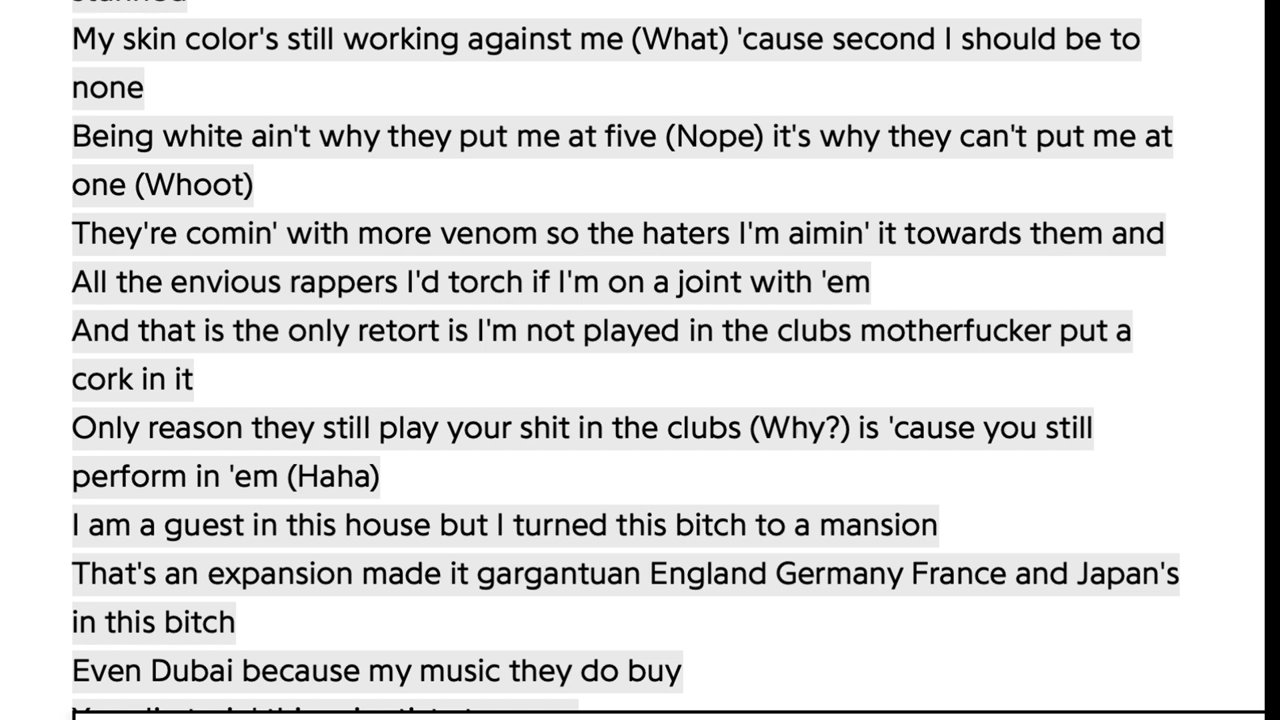 My skin color's still working against me (What) 'cause second I should be to
none
Being white ain't why they put me at five (Nope) it's why they can't put me at
one (Whoot)
They're comin' with more venom so the haters I'm aimin' it towards them and
All the envious rappers I'd torch if I'm on a joint with 'em
And that is the only retort is I'm not played in the clubs motherfucker put a
cork in it
Only reason they still play your shit in the clubs (Why?) is 'cause you still
perform in 'em (Haha)
I am a guest in this house but I turned this bitch to a mansion
That's an expansion made it gargantuan England Germany France and Japan's
in this bitch
Even Dubai because my music they do buy